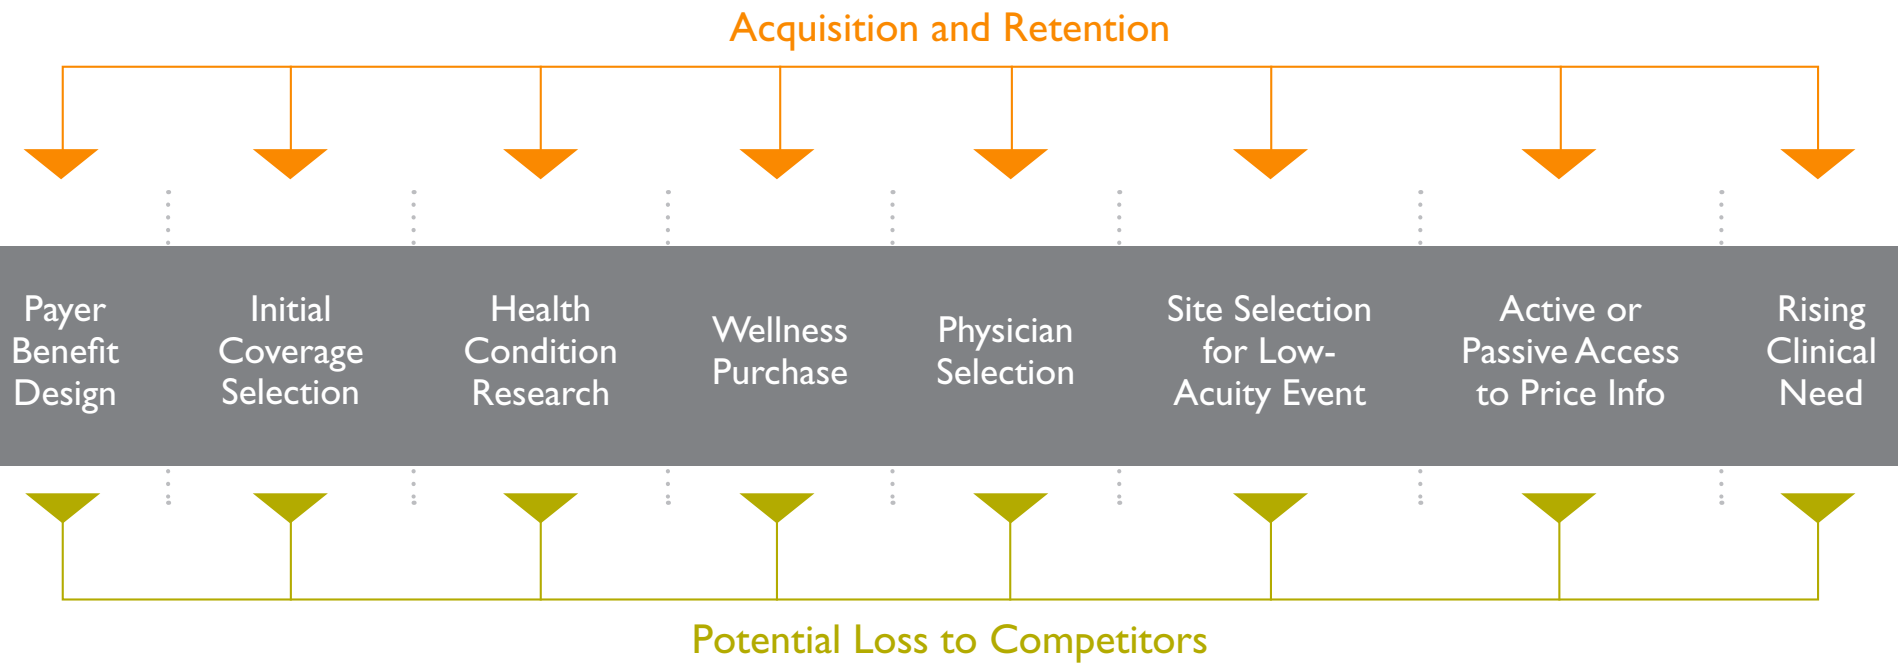 Acquisition and Retention
Payer
Benefit
Design
Initial
Coverage
Selection
Health
Condition
Research
Wellness
Purchase
Physician
Selection
Site Selection
for Low-
Acuity Event
Active or
Passive Access
to Price Info
Rising
Clinical
Need
Potential Loss to Competitors